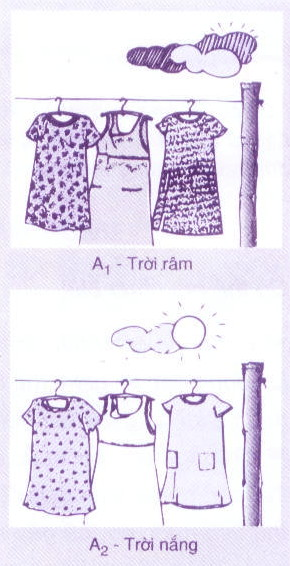 A₁ - Trời râm
A₂ - Trời nắng